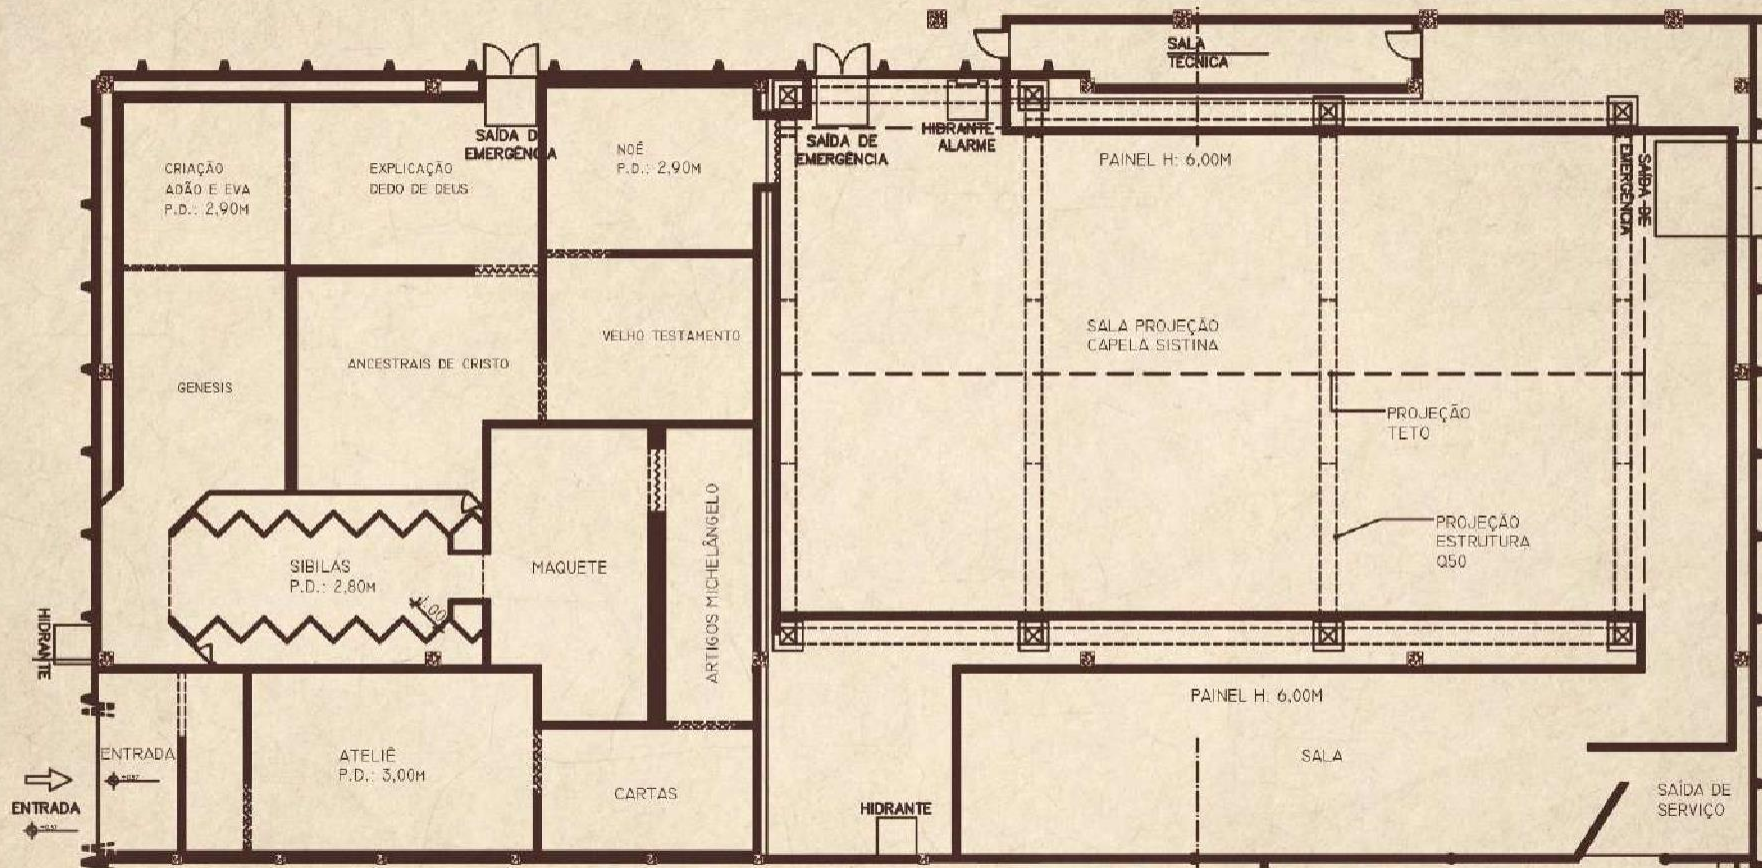 SALA
TÉCNICA
SAÍDA D
EMERGÊNCIA
SAÍDA DE
EMERGÊNCIA
HIDRANTE
ALARME
SAÍDA DE
EMERGÊNCIA
CRIAÇÃO
ADÃO E EVA
P.D.: 2,90M
EXPLICAÇÃO
DEDO DE DEUS
NOÉ
P.D.: 2,90M
PAINEL H: 6,00M
VELHO TESTAMENTO
ANCESTRAIS DE CRISTO
GENESIS
SALA PROJEÇÃO
CAPELA SISTINA
PROJEÇÃO
TETO
PROJEÇÃO
ESTRUTURA
Q50
SIBILAS
P.D.: 2,80M
1,00
MAQUETE
ARTIGOS MICHELÂNGELO
HIDRANTE
PAINEL H: 6,00M
ENTRADA
ENTRADA
ATELIÊ
P.D.: 3,00M
CARTAS
HIDRANTE
SALA
SAÍDA DE
SERVIÇO